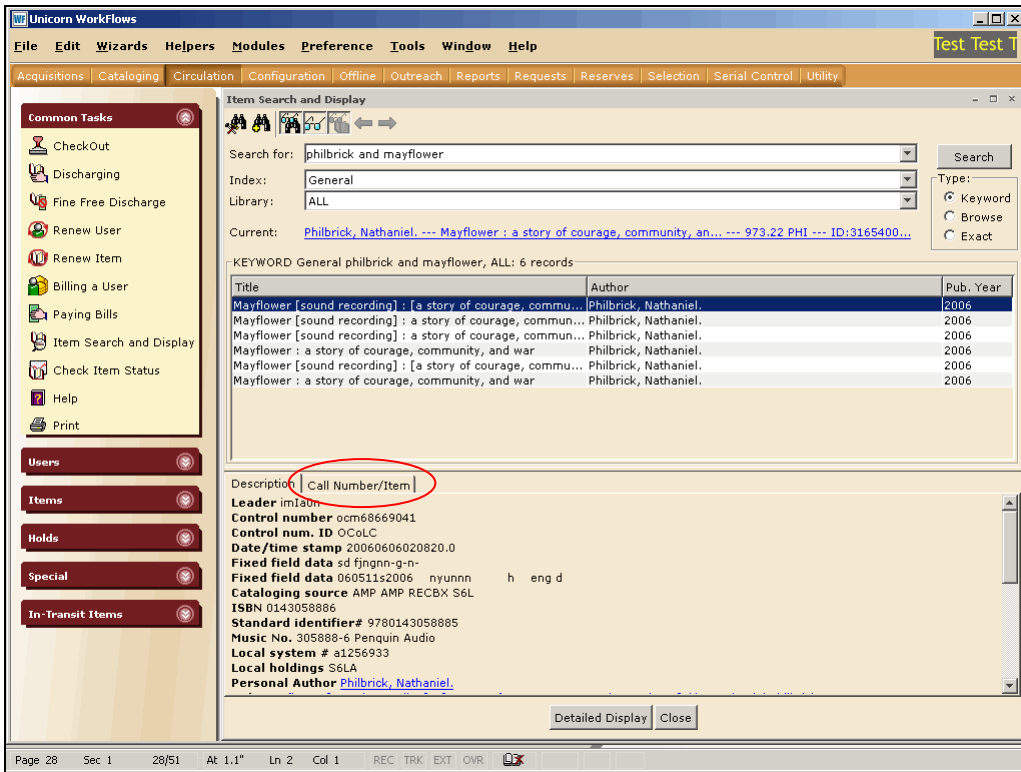 Unicorn WorkFlows
File Edit Wizards Helpers Modules Preference Tools Window Help
Test Test T
Acquisitions Cataloging Circulation Configuration Offline Outreach Reports Requests Reserves Selection Serial Control Utility
Common Tasks
CheckOut
Discharging
Fine Free Discharge
Renew User
Renew Item
Billing a User
Paying Bills
Item Search and Display
Check Item Status
Help
Print
Users
Items
Holds
Special
In-Transit Items
Item Search and Display
Search for: philbrick and mayflower
Search
Index: General
Library: ALL
Type:
Keyword
Browse
Exact
Current: Philbrick, Nathaniel. --- Mayflower : a story of courage, community, an... --- 973.22 PHI --- ID:3165400...
KEYWORD General philbrick and mayflower, ALL: 6 records
Title Author Pub. Year
Mayflower [sound recording] : [a story of courage, commu... Philbrick, Nathaniel. 2006
Mayflower [sound recording] : a story of courage, commun... Philbrick, Nathaniel. 2006
Mayflower [sound recording] : a story of courage, commun... Philbrick, Nathaniel. 2006
Mayflower : a story of courage, community, and war Philbrick, Nathaniel. 2006
Mayflower [sound recording] : [a story of courage, commu... Philbrick, Nathaniel. 2006
Mayflower : a story of courage, community, and war Philbrick, Nathaniel. 2006
Description Call Number/Item
Leader imIa0n
Control number ocm68669041
Control num. ID OCoLC
Date/time stamp 20060606020820.0
Fixed field data sd fjngnn-g-n-
Fixed field data 060511s2006 nyunnn h eng d
Cataloging source AMP AMP RECBX S6L
ISBN 0143058886
Standard identifier# 9780143058885
Music No. 305888-6 Penquin Audio
Local system # a1256933
Local holdings S6LA
Personal Author Philbrick, Nathaniel.
Detailed Display Close
Page 28 Sec 1 28/51 At 1.1" Ln 2 Col 1 REC TRK EXT OVR